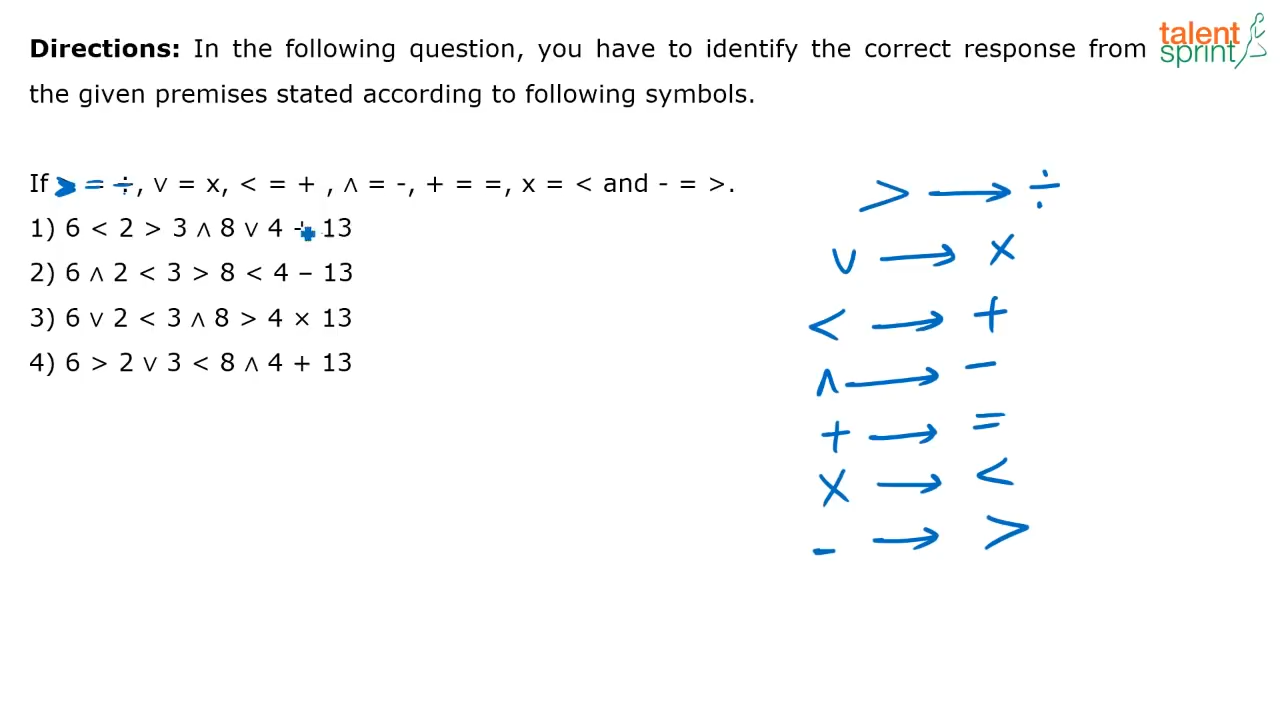 talent
sprint
Directions: In the following question, you have to identify the correct response from
the given premises stated according to following symbols.
If > = ÷, ∨ = x, < = + , ∧ = -, + = =, x = < and - = >.
1) 6 < 2 > 3 ∧ 8 ∨ 4 + 13
2) 6 ∧ 2 < 3 > 8 < 4 – 13
3) 6 ∨ 2 < 3 ∧ 8 > 4 × 13
4) 6 > 2 ∨ 3 < 8 ∧ 4 + 13
> → ÷
∨ → ×
< → +
∧ → -
+ → =
× → <
- → >